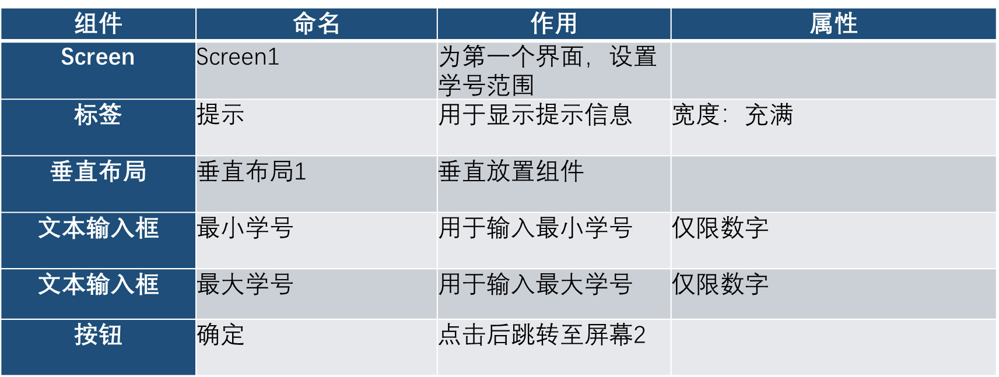 组件 命名 作用 属性
Screen Screen1 为第一个界面，设置
学号范围
标签 提示 用于显示提示信息 宽度：充满
垂直布局 垂直布局1 垂直放置组件
文本输入框 最小学号 用于输入最小学号 仅限数字
文本输入框 最大学号 用于输入最大学号 仅限数字
按钮 确定 点击后跳转至屏幕2